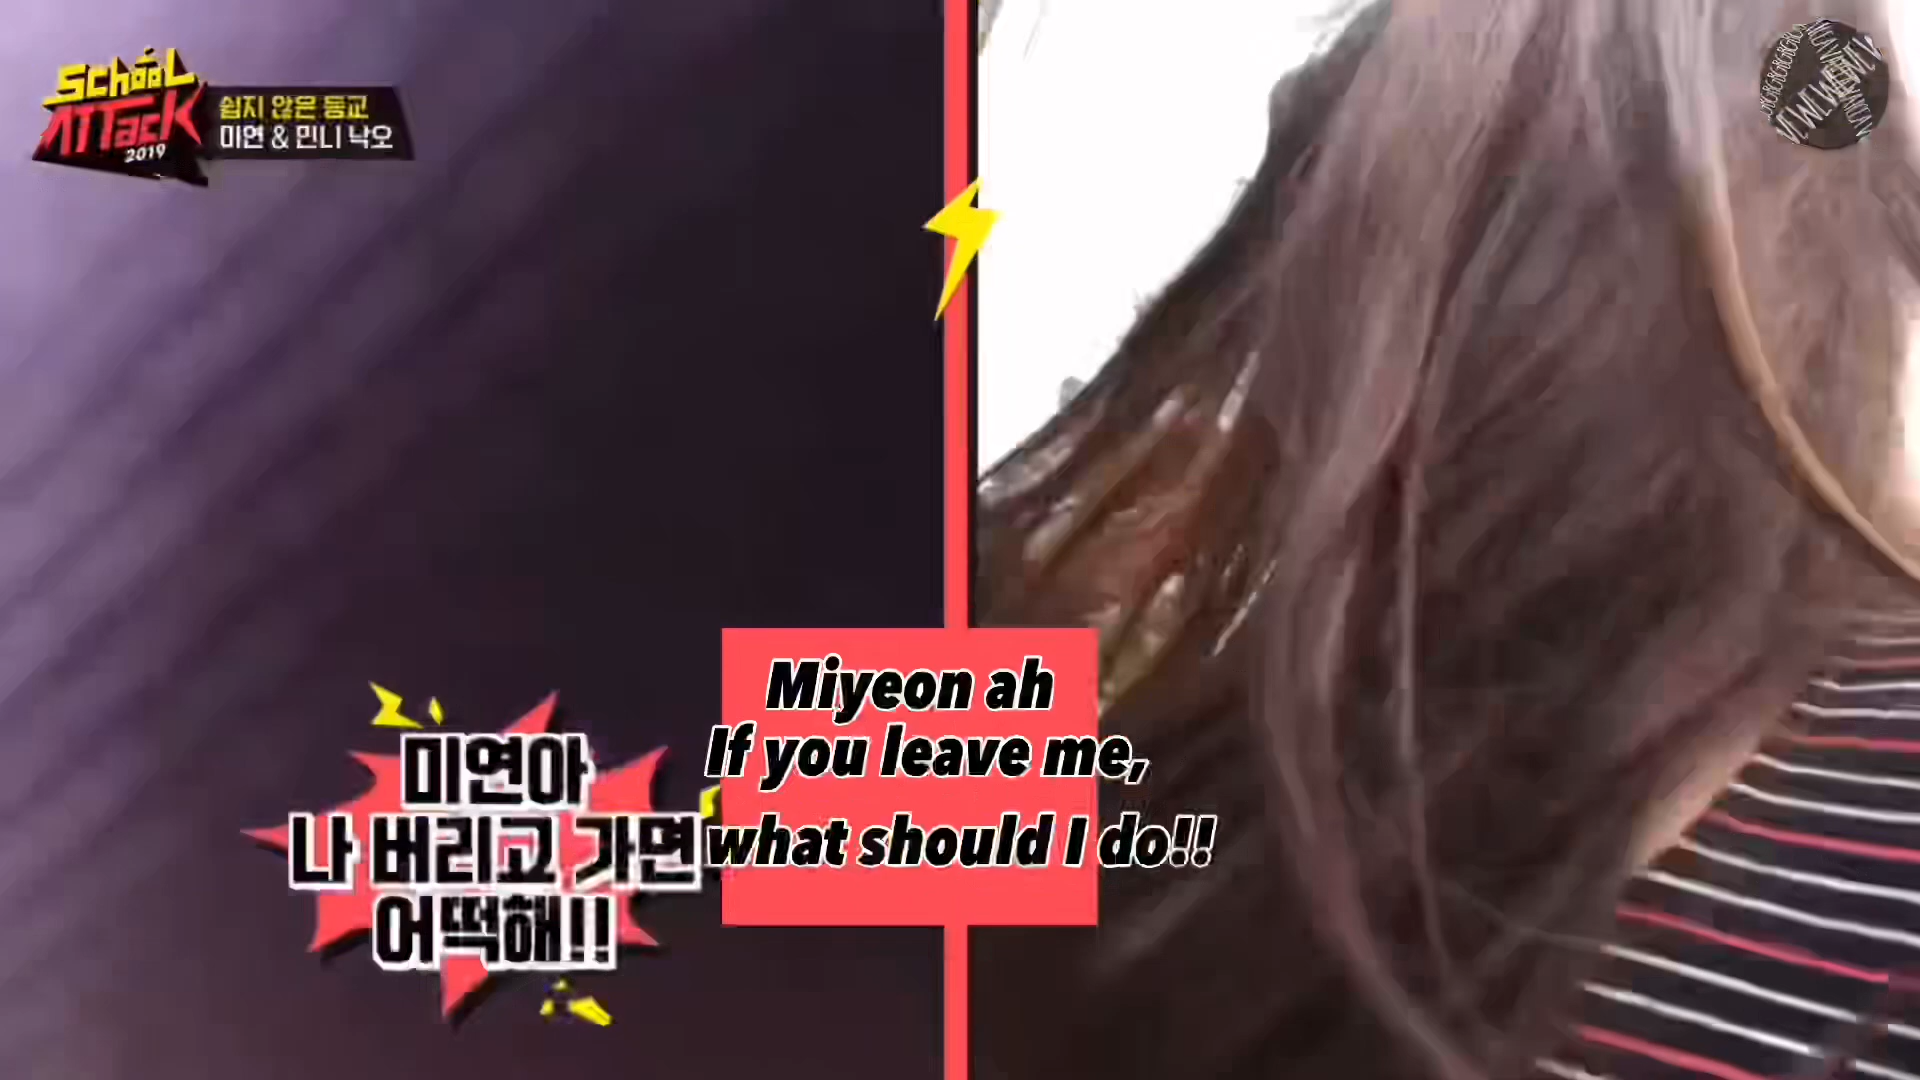 SCHOOL
ATTACK
2019
쉽지 않은 등교
미연 & 민니 낙오
미연아
나 버리고 가면
어떡해!!
Miyeon ah
If you leave me,
what should I do!!